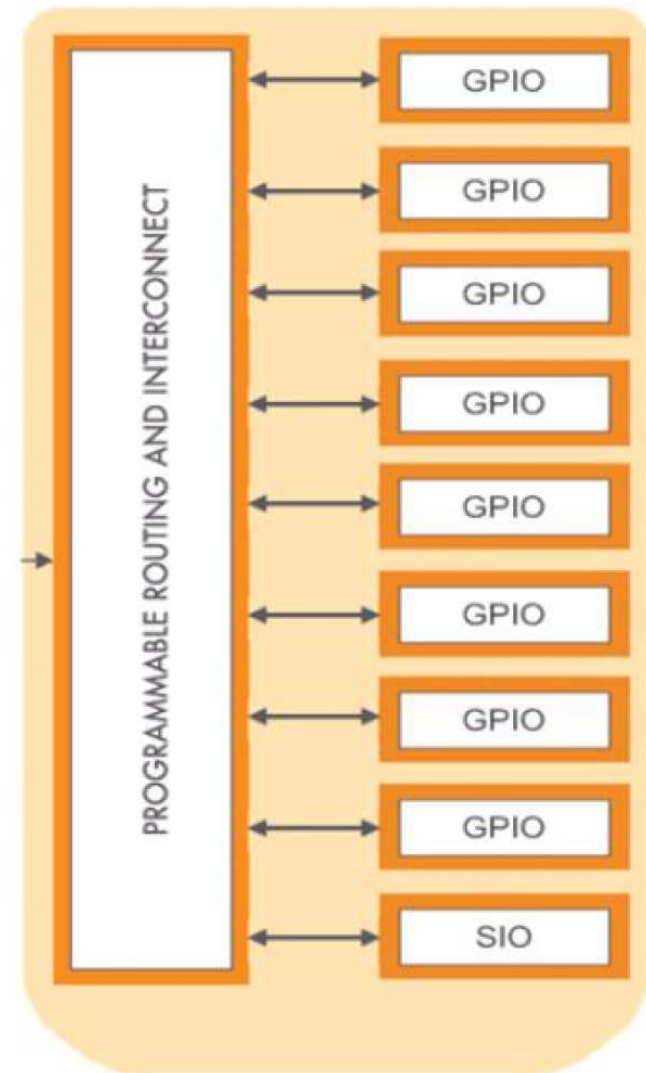 PROGRAMMABLE ROUTING AND INTERCONNECT
GPIO
GPIO
GPIO
GPIO
GPIO
GPIO
GPIO
GPIO
SIO